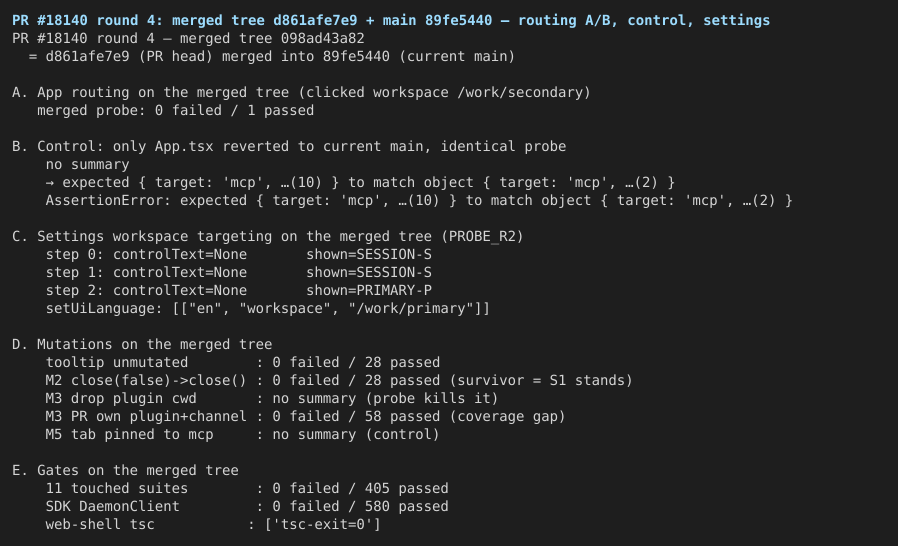 PR #18140 round 4: merged tree d861afe7e9 + main 89fe5440 — routing A/B, control, settings
PR #18140 round 4 — merged tree 098ad43a82
= d861afe7e9 (PR head) merged into 89fe5440 (current main)
A. App routing on the merged tree (clicked workspace /work/secondary)
merged probe: 0 failed / 1 passed
B. Control: only App.tsx reverted to current main, identical probe
no summary
→ expected { target: 'mcp', …(10) } to match object { target: 'mcp', …(2) }
AssertionError: expected { target: 'mcp', …(10) } to match object { target: 'mcp', …(2) }
C. Settings workspace targeting on the merged tree (PROBE_R2)
step 0: controlText=None shown=SESSION-S
step 1: controlText=None shown=SESSION-S
step 2: controlText=None shown=PRIMARY-P
setUiLanguage: [["en", "workspace", "/work/primary"]]
D. Mutations on the merged tree
tooltip unmutated : 0 failed / 28 passed
M2 close(false)->close() : 0 failed / 28 passed (survivor = S1 stands)
M3 drop plugin cwd : no summary (probe kills it)
M3 PR own plugin+channel : 0 failed / 58 passed (coverage gap)
M5 tab pinned to mcp : no summary (control)
E. Gates on the merged tree
11 touched suites : 0 failed / 405 passed
SDK DaemonClient : 0 failed / 580 passed
web-shell tsc : ['tsc-exit=0']